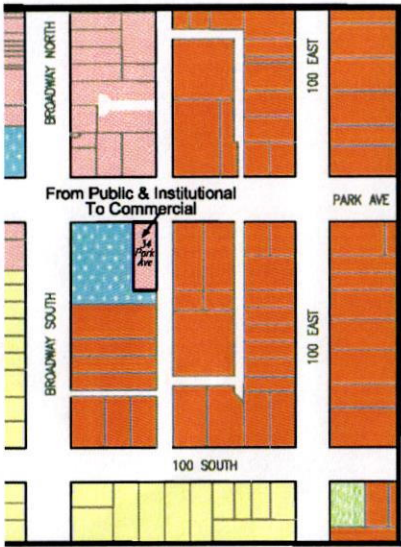 BROADWAY NORTH
100 EAST
From Public & Institutional
To Commercial
PARK AVE
34
Park
Ave
BROADWAY SOUTH
100 EAST
100 SOUTH